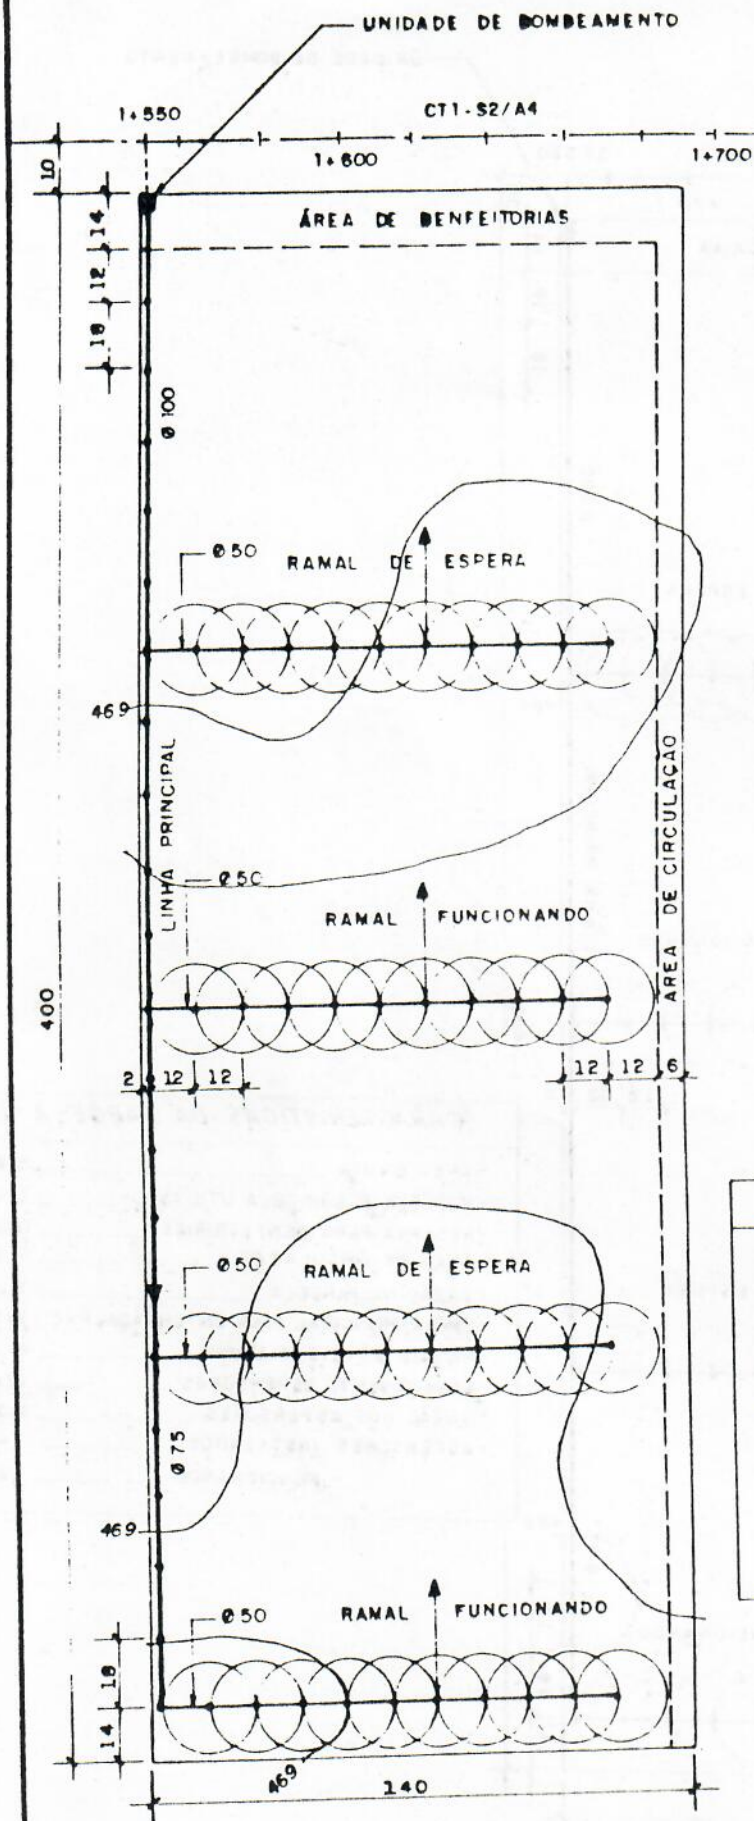 UNIDADE DE BOMBEAMENTO
1+550
CT1-S2/A4
1+600
1+700
10
ÁREA DE BENFEITORIAS
14
12
18
Ø 100
Ø 50
RAMAL DE ESPERA
469
LINHA PRINCIPAL
ÁREA DE CIRCULAÇÃO
Ø 50
RAMAL FUNCIONANDO
400
2 12 12
12 12 6
Ø 50
RAMAL DE ESPERA
Ø 75
469
Ø 50
RAMAL FUNCIONANDO
18
14
469
140